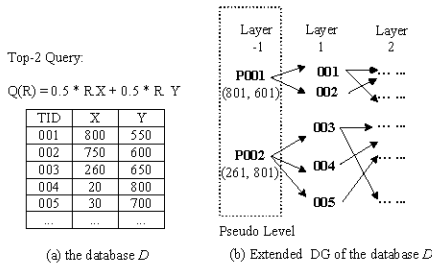 Top-2 Query:
Q(R) = 0.5 * R.X + 0.5 * R. Y
TID X Y
001 800 550
002 750 600
003 260 650
004 20 800
005 30 700
... ... ...
(a) the database D
Layer -1
Layer 1
Layer 2
P001
(801, 601)
001
002
... ...
... ...
P002
(261, 801)
003
004
005
... ...
... ...
... ...
Pseudo Level
(b) Extended DG of the database D